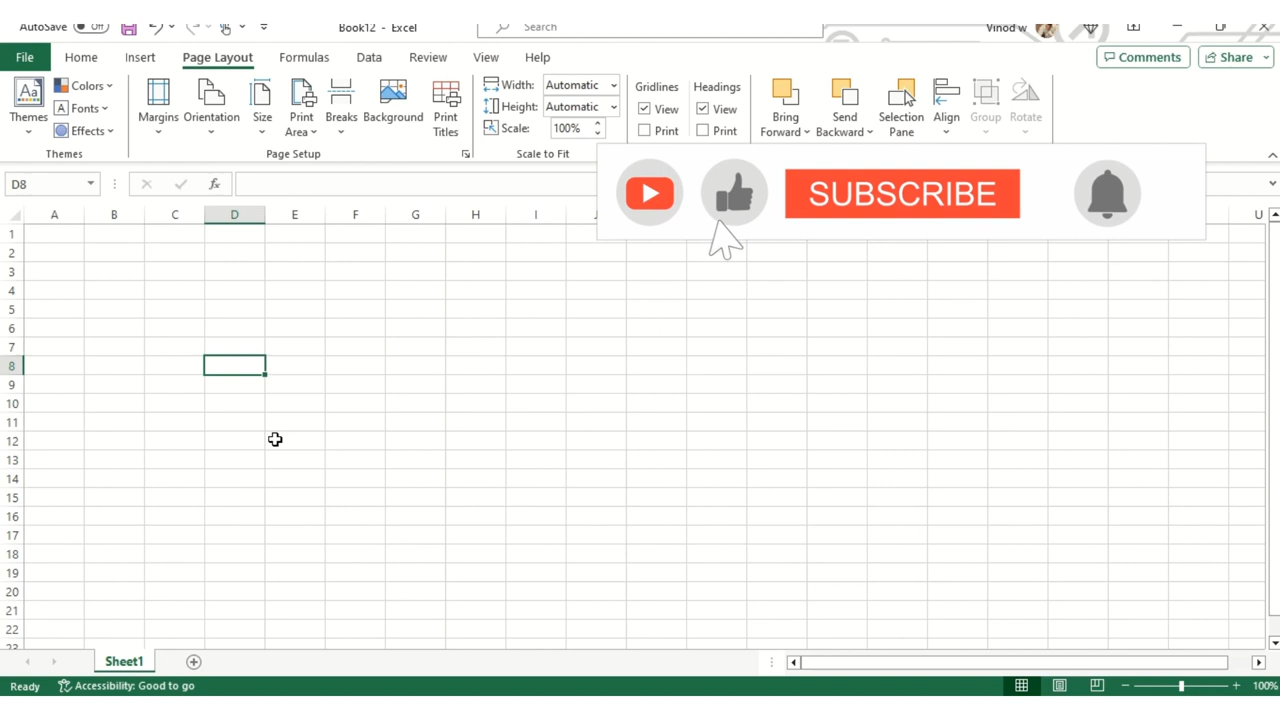 AutoSave Off Book12 - Excel Search Vinod w
File Home Insert Page Layout Formulas Data Review View Help Comments Share
Themes Colors Fonts Effects
Margins Orientation Size Print Area Breaks Background Print Titles
Width: Automatic
Height: Automatic
Scale: 100%
Gridlines Headings
View View
Print Print
Bring Forward Send Backward Selection Pane Align Group Rotate
Themes Page Setup Scale to Fit
SUBSCRIBE
D8 fx
A B C D E F G H I U
1
2
3
4
5
6
7
8
9
10
11
12
13
14
15
16
17
18
19
20
21
22
23
Sheet1
Ready Accessibility: Good to go 100%